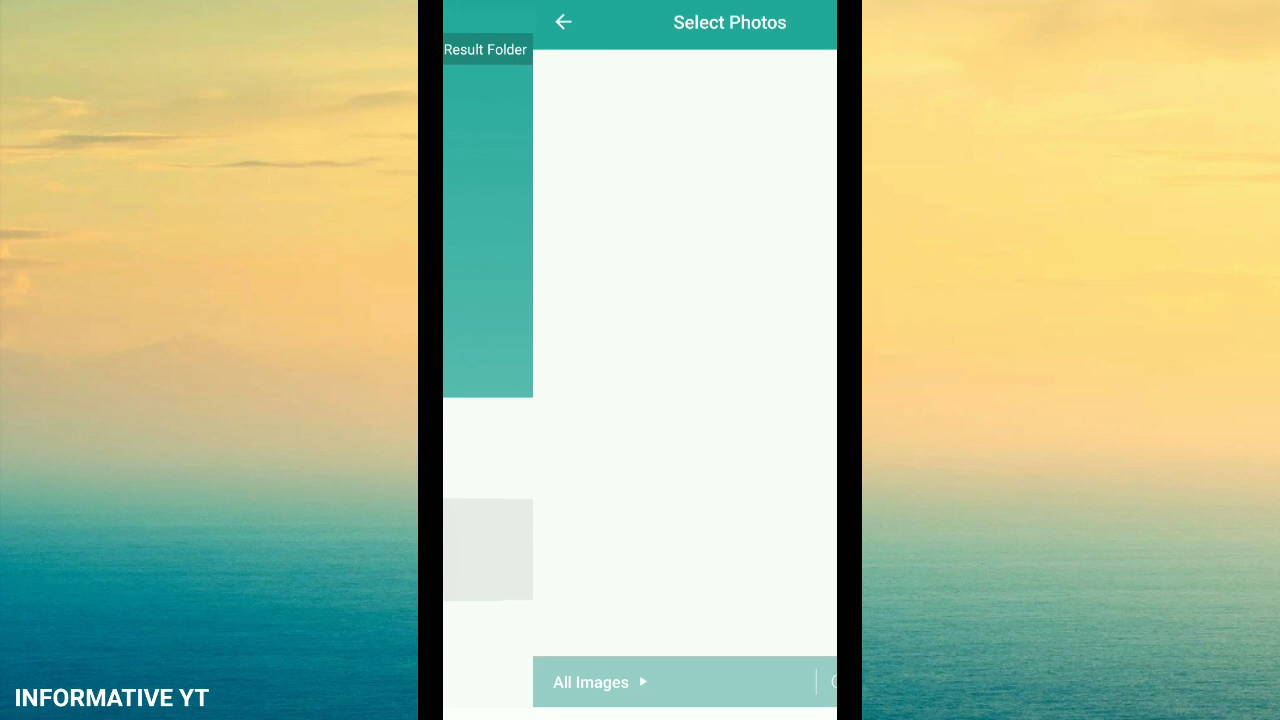 Select Photos
Result Folder
All Images
INFORMATIVE YT